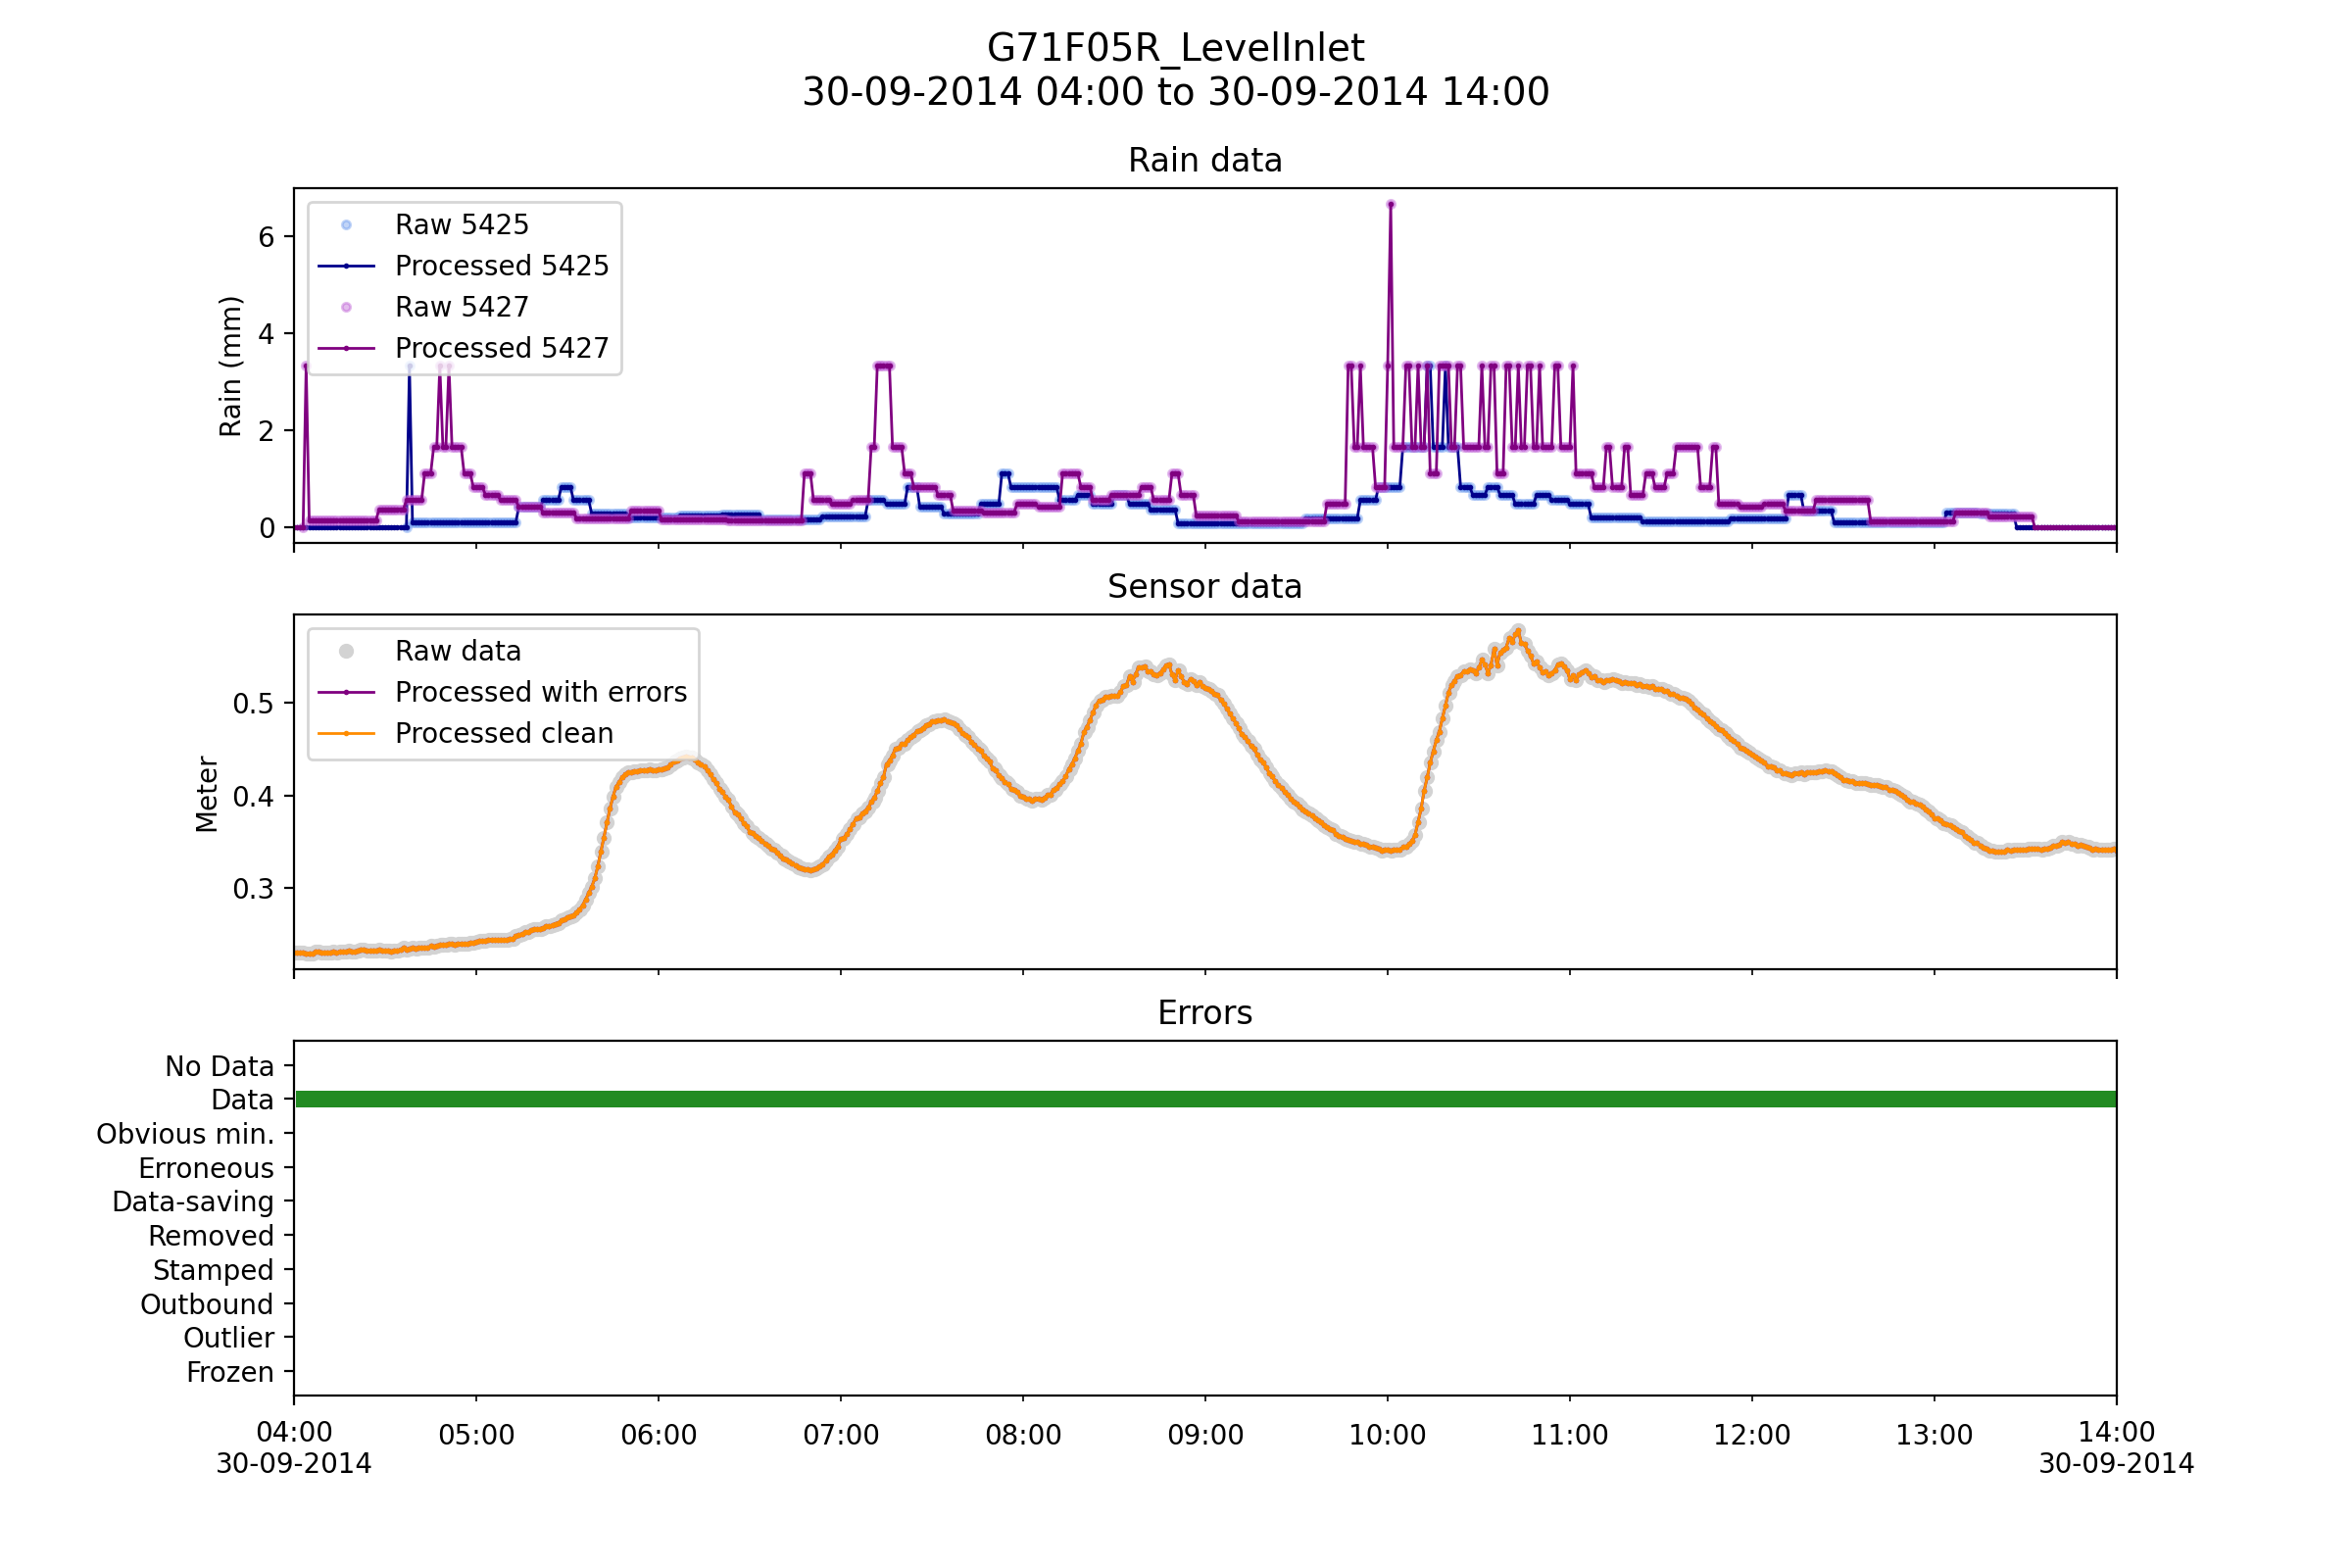 G71F05R_LevelInlet
30-09-2014 04:00 to 30-09-2014 14:00
Rain data
Rain (mm)
6
4
2
0
Raw 5425
Processed 5425
Raw 5427
Processed 5427
Sensor data
Meter
0.5
0.4
0.3
Raw data
Processed with errors
Processed clean
Errors
No Data
Data
Obvious min.
Erroneous
Data-saving
Removed
Stamped
Outbound
Outlier
Frozen
04:00 05:00 06:00 07:00 08:00 09:00 10:00 11:00 12:00 13:00 14:00
30-09-2014 30-09-2014